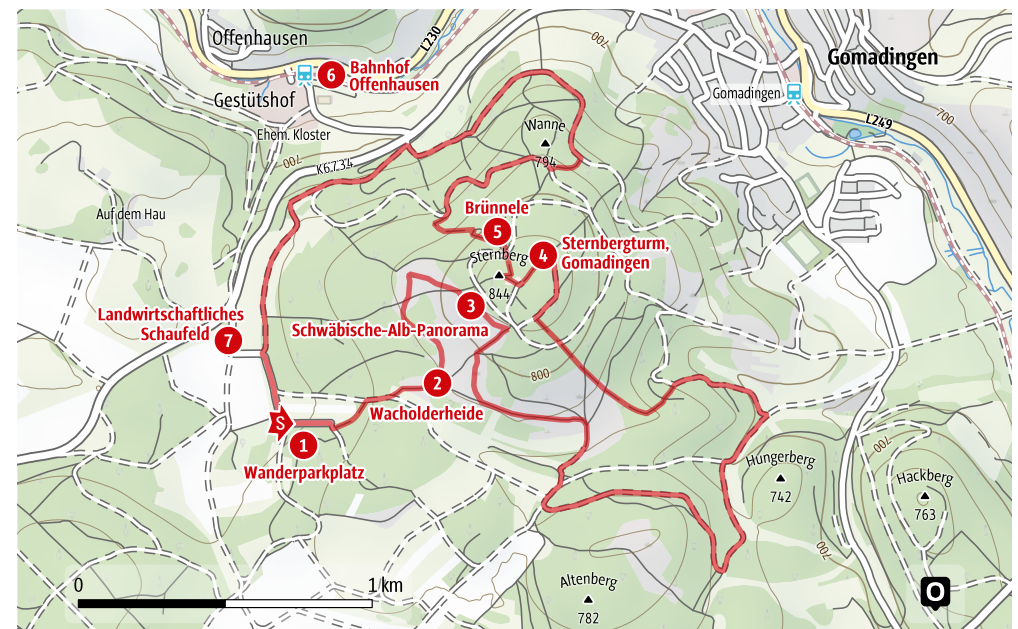 Offenhausen
L230
6
Bahnhof
Offenhausen
Gestütshof
Ehem. Kloster
700
K6734
700
Gomadingen
Gomadingen
L249
700
Wanne
794
Auf dem Hau
Brünnele
5
4
Sternbergturm,
Gomadingen
Sternberg
844
3
Schwäbische-Alb-Panorama
Landwirtschaftliches
Schaufeld
7
800
2
Wacholderheide
S
1
Wanderparkplatz
Hungerberg
742
700
Hackberg
763
700
Altenberg
782
0
1 km
O